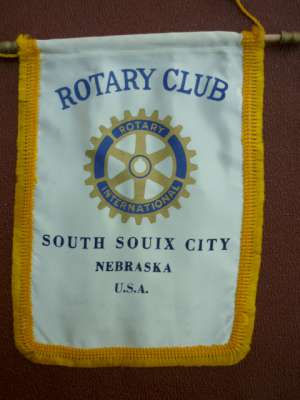 ROTARY CLUB
ROTARY
INTERNATIONAL
SOUTH SOUIX CITY
NEBRASKA
U.S.A.